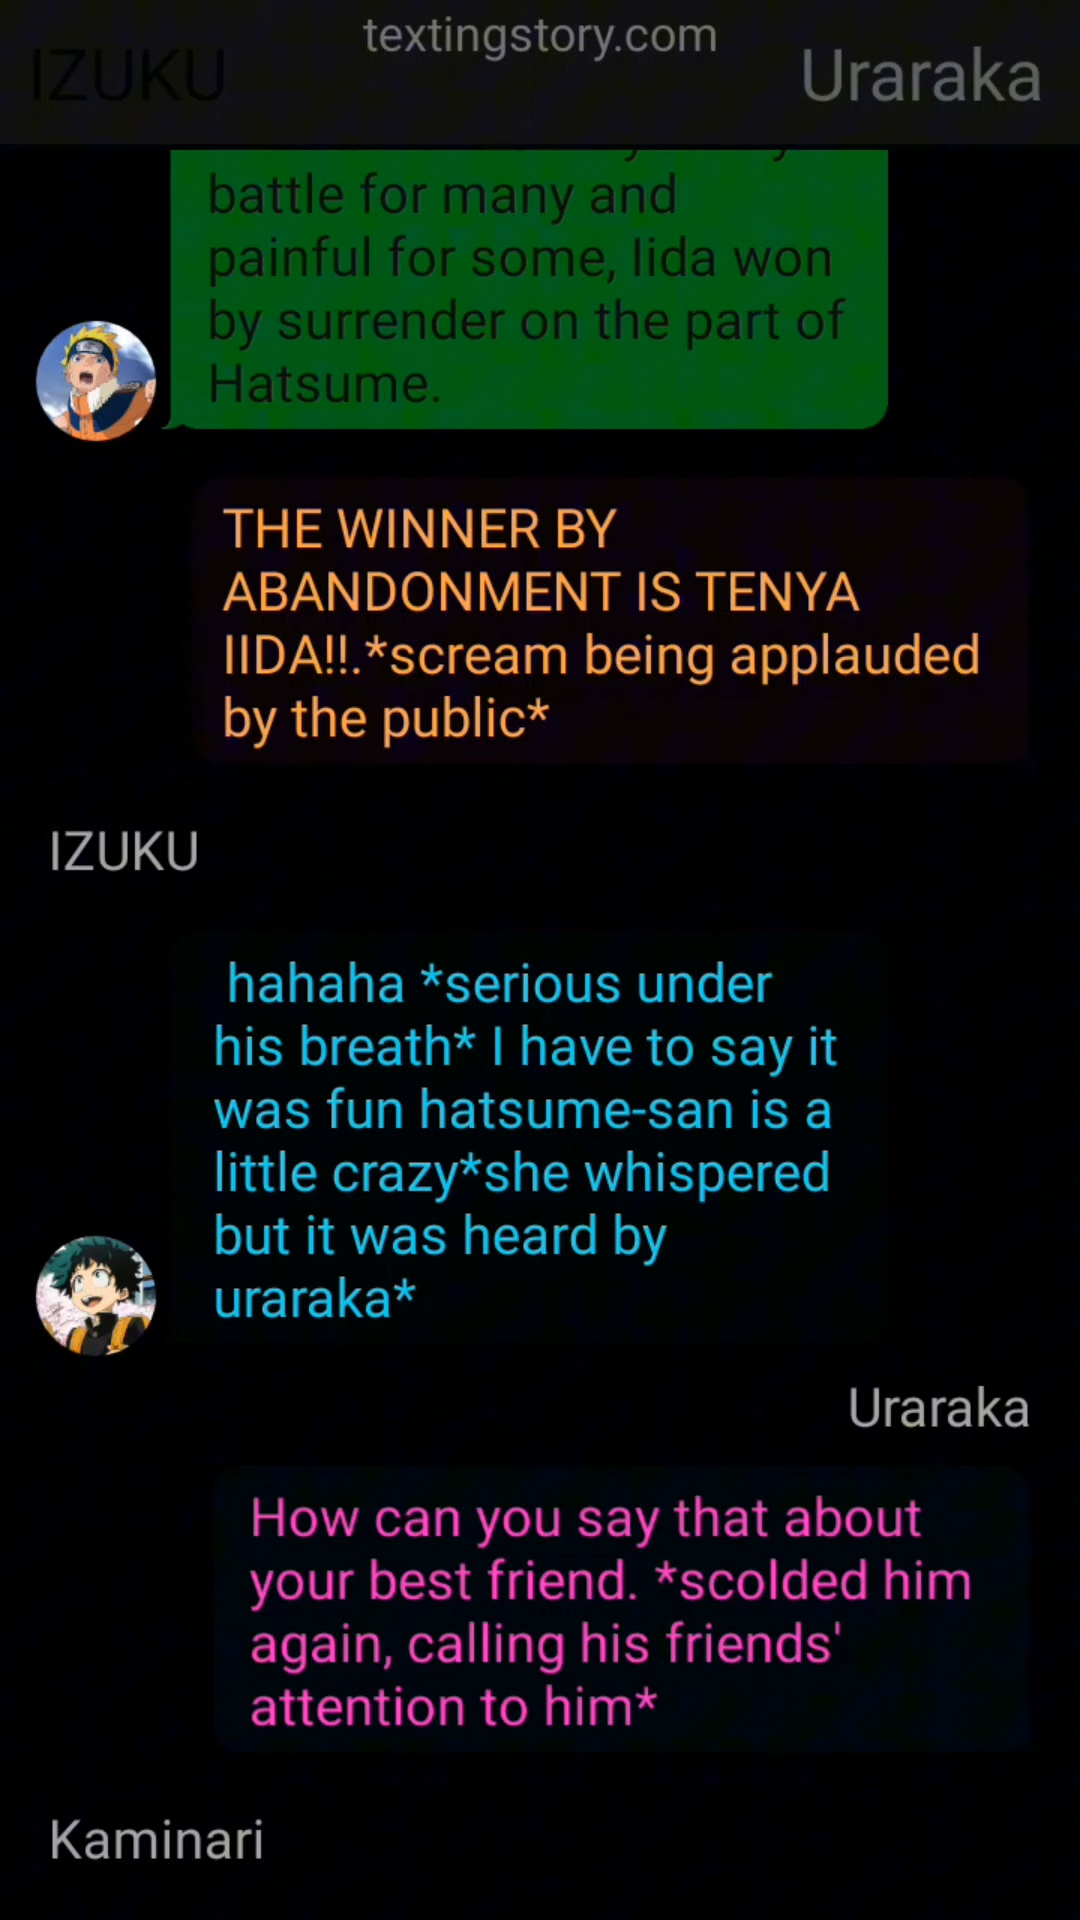 textingstory.com
IZUKU
Uraraka
battle for many and
painful for some, Iida won
by surrender on the part of
Hatsume.
THE WINNER BY
ABANDONMENT IS TENYA
IIDA!!.*scream being applauded
by the public*
IZUKU
hahaha *serious under
his breath* I have to say it
was fun hatsume-san is a
little crazy*she whispered
but it was heard by
uraraka*
Uraraka
How can you say that about
your best friend. *scolded him
again, calling his friends'
attention to him*
Kaminari